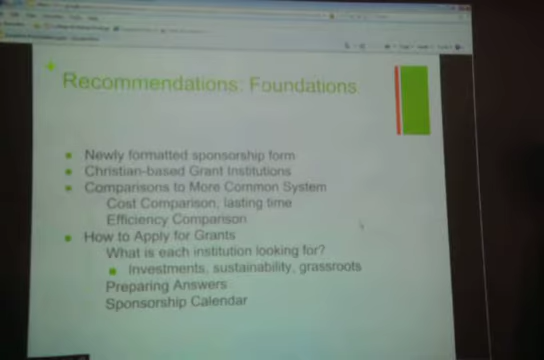 Recommendations: Foundations
Newly formatted sponsorship form
Christian-based Grant Institutions
Comparisons to More Common System
Cost Comparison, lasting time
Efficiency Comparison
How to Apply for Grants
What is each institution looking for?
Investments, sustainability, grassroots
Preparing Answers
Sponsorship Calendar